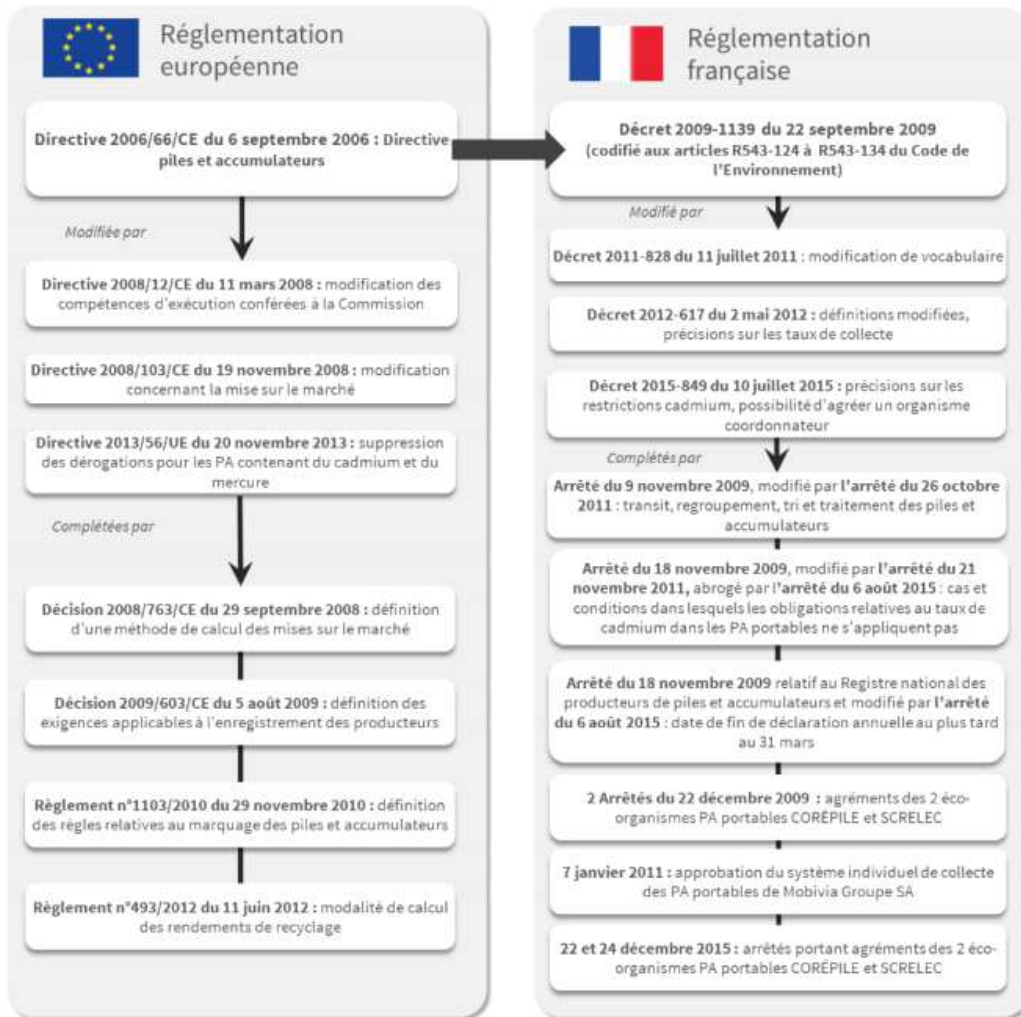 Réglementation
européenne
Directive 2006/66/CE du 6 septembre 2006 : Directive
piles et accumulateurs
Modifiée par
Directive 2008/12/CE du 11 mars 2008 : modification des
compétences d'exécution conférées à la Commission
Directive 2008/103/CE du 19 novembre 2008 : modification
concernant la mise sur le marché
Directive 2013/56/UE du 20 novembre 2013 : suppression
des dérogations pour les PA contenant du cadmium et du
mercure
Complétées par
Décision 2008/763/CE du 29 septembre 2008 : définition
d'une méthode de calcul des mises sur le marché
Décision 2009/603/CE du 5 août 2009 : définition des
exigences applicables à l'enregistrement des producteurs
Règlement n°1103/2010 du 29 novembre 2010 : définition
des règles relatives au marquage des piles et accumulateurs
Règlement n°493/2012 du 11 juin 2012 : modalité de calcul
des rendements de recyclage
Réglementation
française
Décret 2009-1139 du 22 septembre 2009
(codifié aux articles R543-124 à R543-134 du Code de
l'Environnement)
Modifié par
Décret 2011-828 du 11 juillet 2011 : modification de vocabulaire
Décret 2012-617 du 2 mai 2012 : définitions modifiées,
précisions sur les taux de collecte
Décret 2015-849 du 10 juillet 2015 : précisions sur les
restrictions cadmium, possibilité d'agréer un organisme
coordonnateur
Complétés par
Arrêté du 9 novembre 2009, modifié par l'arrêté du 26 octobre
2011 : transit, regroupement, tri et traitement des piles et
accumulateurs
Arrêté du 18 novembre 2009, modifié par l'arrêté du 21
novembre 2011, abrogé par l'arrêté du 6 août 2015 : cas et
conditions dans lesquels les obligations relatives au taux de
cadmium dans les PA portables ne s'appliquent pas
Arrêté du 18 novembre 2009 relatif au Registre national des
producteurs de piles et accumulateurs et modifié par l'arrêté
du 6 août 2015 : date de fin de déclaration annuelle au plus tard
au 31 mars
2 Arrêtés du 22 décembre 2009 : agréments des 2 éco-
organismes PA portables CORÉPILE et SCRELEC
7 janvier 2011 : approbation du système individuel de collecte
des PA portables de Mobivia Groupe SA
22 et 24 décembre 2015 : arrêtés portant agréments des 2 éco-
organismes PA portables CORÉPILE et SCRELEC